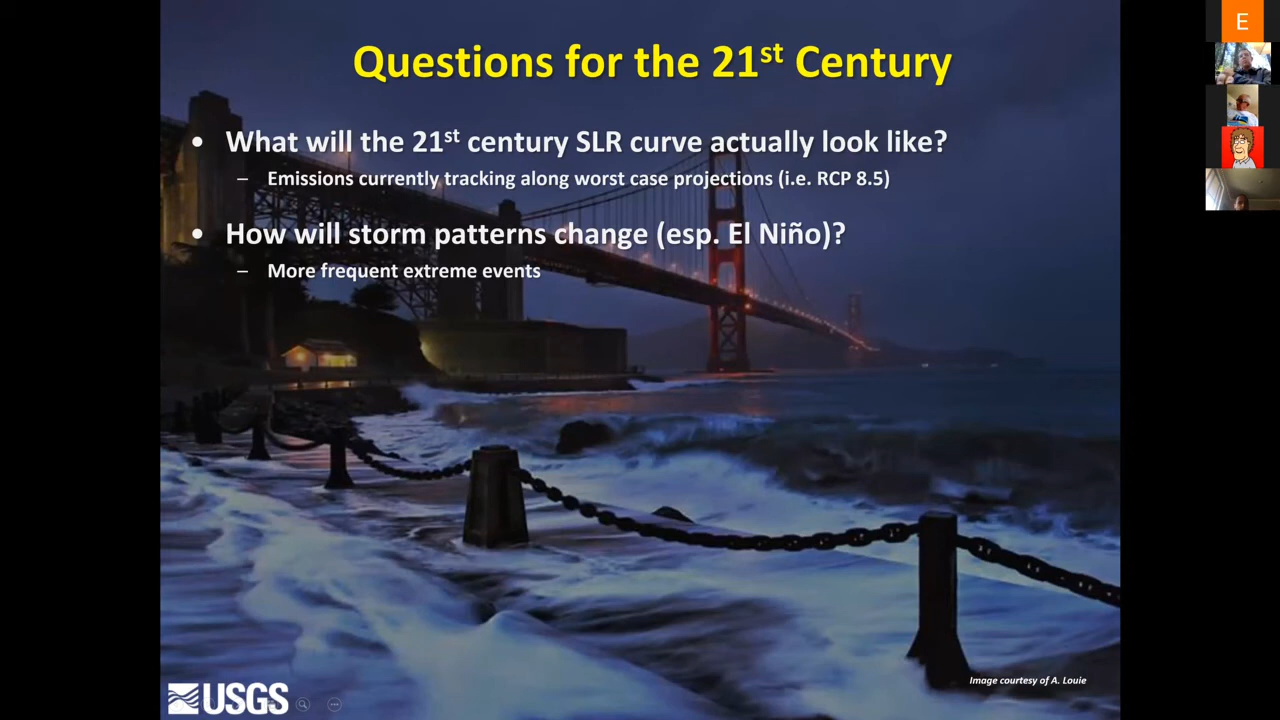 Questions for the 21st Century
• What will the 21st century SLR curve actually look like?
– Emissions currently tracking along worst case projections (i.e. RCP 8.5)
• How will storm patterns change (esp. El Niño)?
– More frequent extreme events
Image courtesy of A. Louie
USGS
E